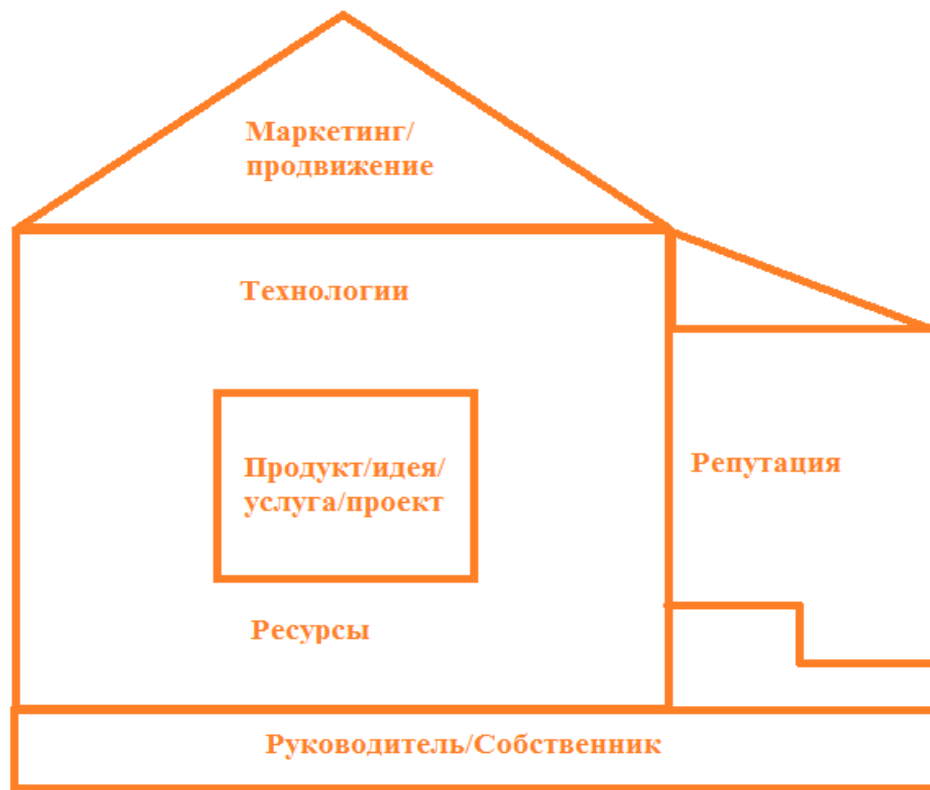 Маркетинг/
продвижение
Технологии
Продукт/идея/
услуга/проект
Репутация
Ресурсы
Руководитель/Собственник